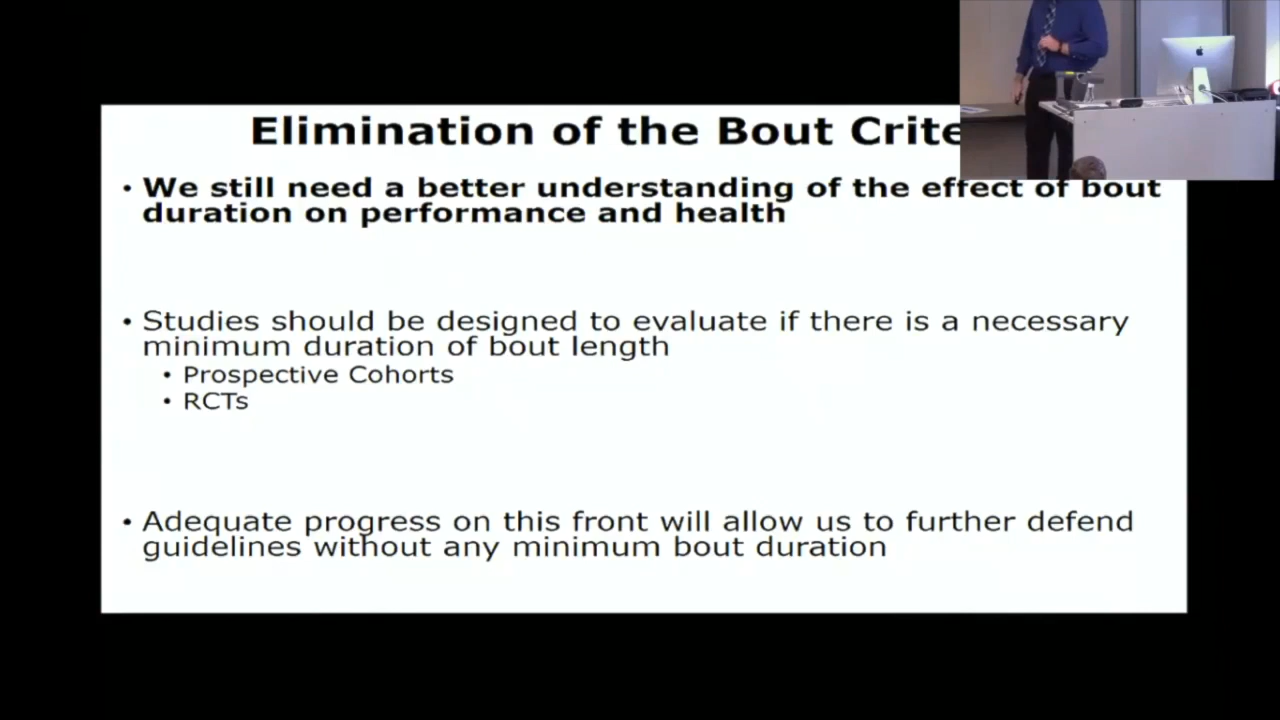 Elimination of the Bout
• We still need a better understanding of the effect of bout
duration on performance and health
• Studies should be designed to evaluate if there is a necessary
minimum duration of bout length
• Prospective Cohorts
• RCTs
• Adequate progress on this front will allow us to further defend
guidelines without any minimum bout duration